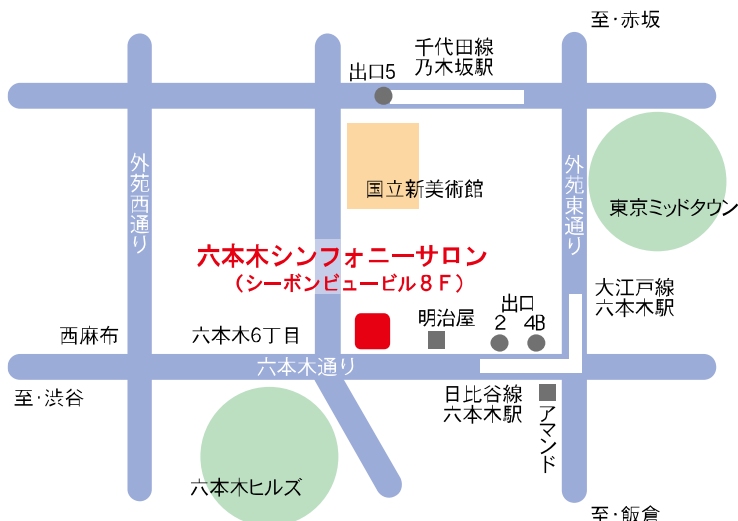 至・赤坂
千代田線
乃木坂駅
出口5
外苑西通り
国立新美術館
外苑東通り
東京ミッドタウン
六本木シンフォニーサロン
（シーボンビュービル８Ｆ）
大江戸線
六本木駅
出口
2 4B
明治屋
西麻布
六本木6丁目
六本木通り
至・渋谷
日比谷線
六本木駅
アマンド
六本木ヒルズ
至・飯倉